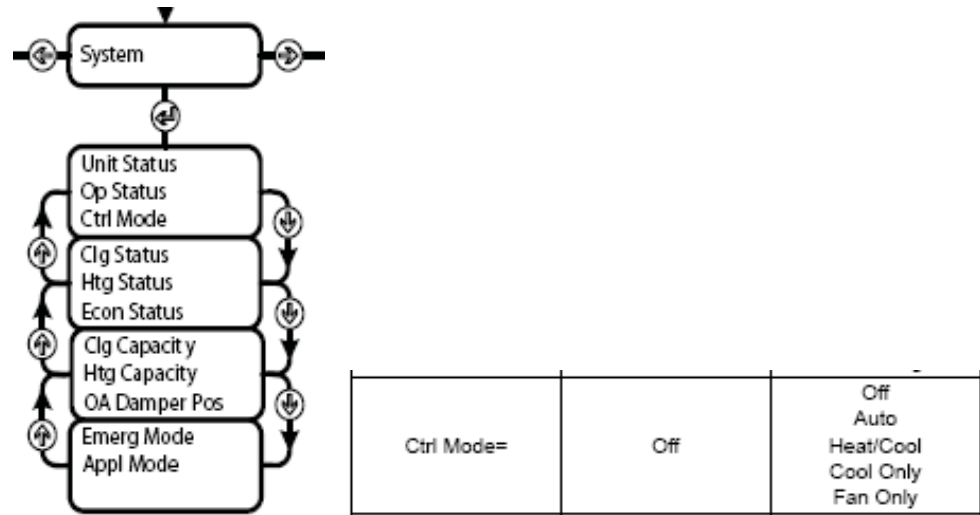 System
Unit Status
Op Status
Ctrl Mode
Clg Status
Htg Status
Econ Status
Clg Capacity
Htg Capacity
OA Damper Pos
Emerg Mode
Appl Mode
Ctrl Mode=
Off
Off
Auto
Heat/Cool
Cool Only
Fan Only